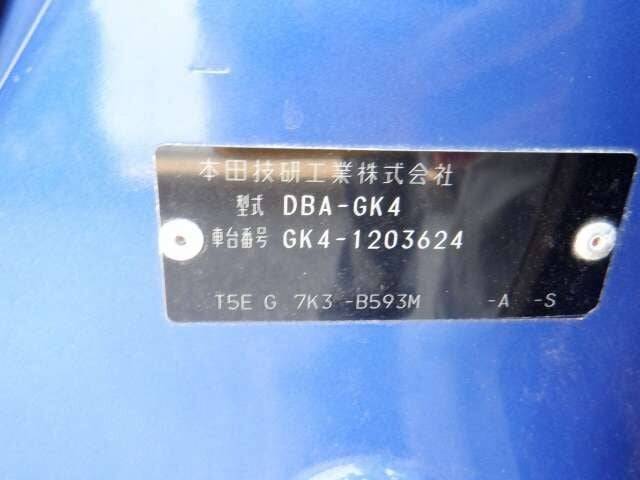 本田技研工業株式会社
型式 DBA-GK4
車台番号 GK4-1203624
T5E G 7K3 -B593M -A -S